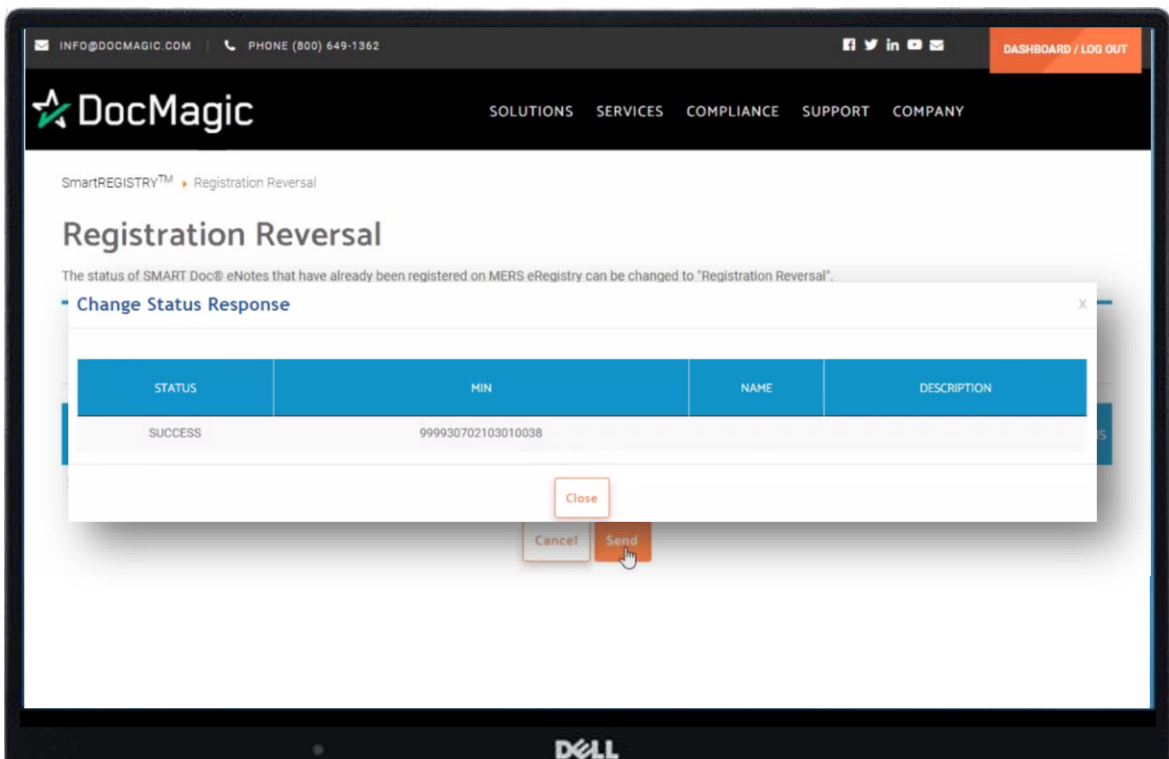 INFO@DOCMAGIC.COM | PHONE (800) 649-1362
DASHBOARD / LOG OUT
DocMagic
SOLUTIONS SERVICES COMPLIANCE SUPPORT COMPANY
SmartREGISTRY™ ▸ Registration Reversal
Registration Reversal
The status of SMART Doc® eNotes that have already been registered on MERS eRegistry can be changed to "Registration Reversal".
Change Status Response X
STATUS MIN NAME DESCRIPTION
SUCCESS 999930702103010038
Close
Cancel Send
DELL